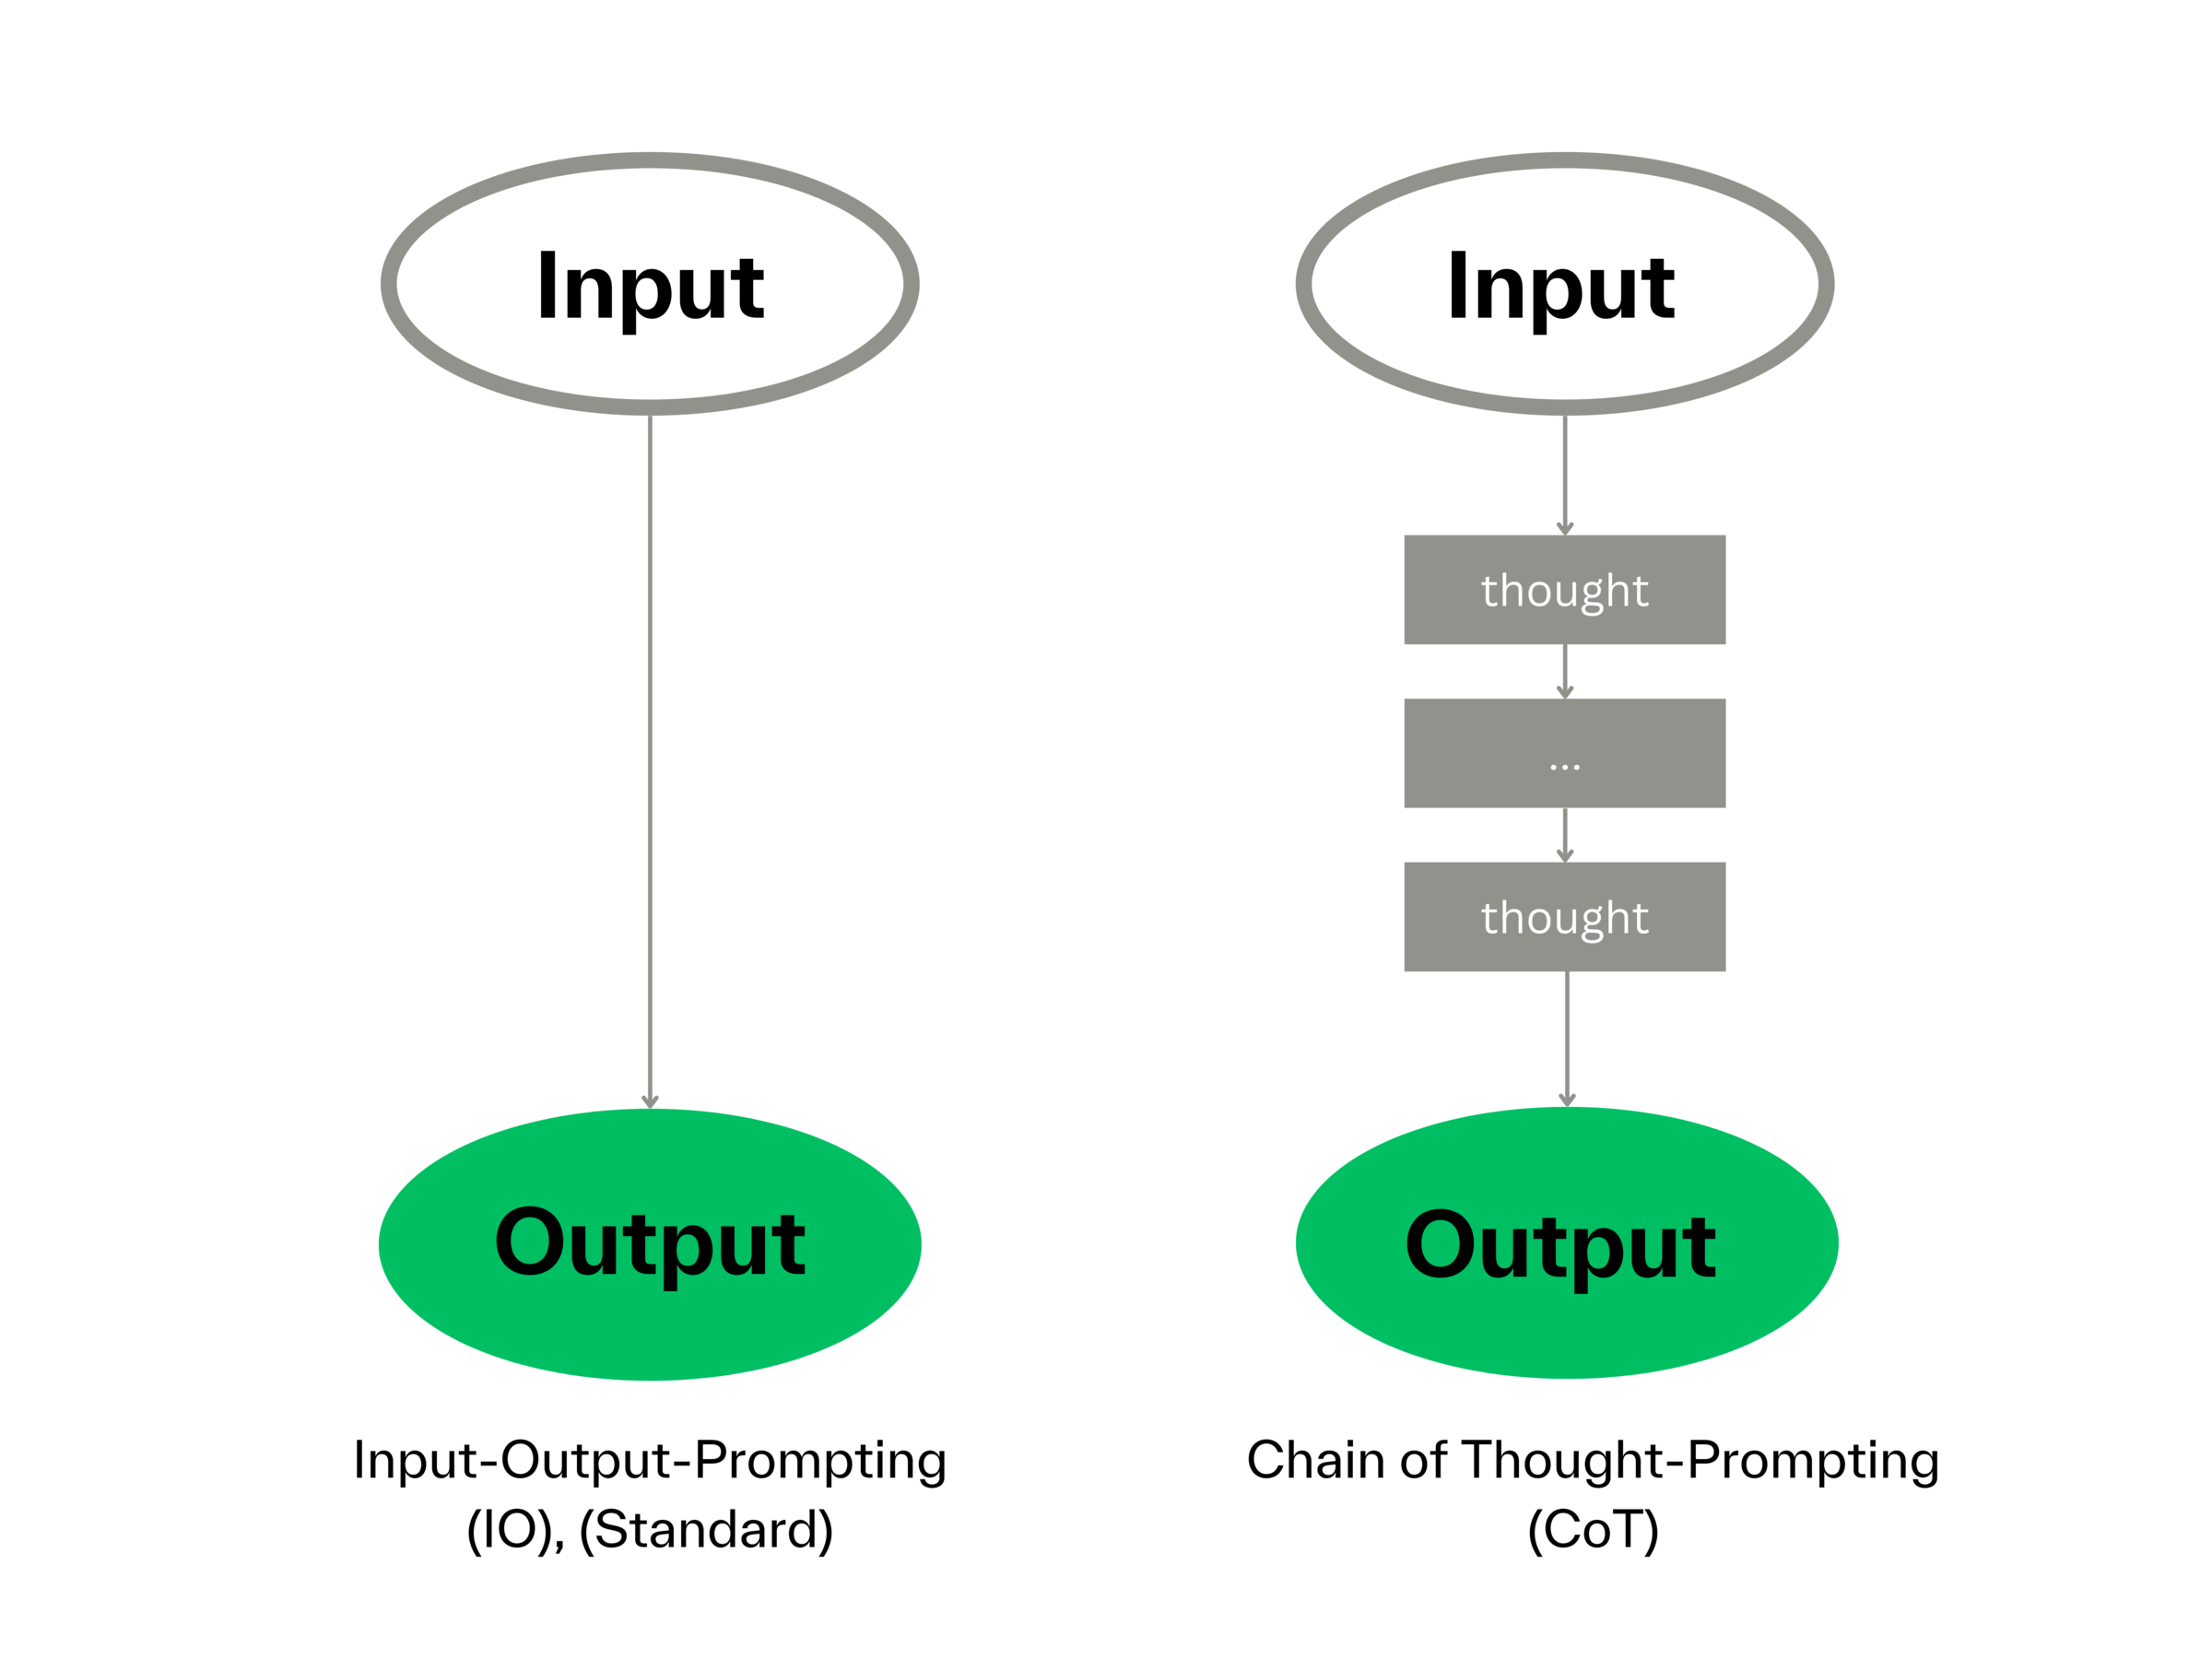 Input
Output
Input-Output-Prompting
(IO), (Standard)
Input
thought
...
thought
Output
Chain of Thought-Prompting
(CoT)